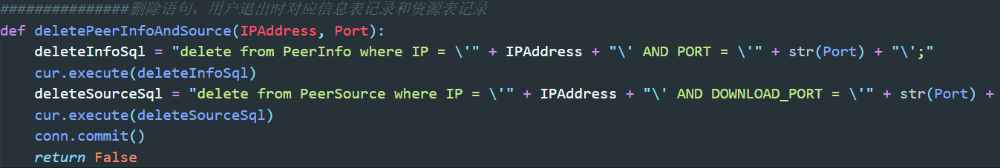 ###############删除语句，用户退出时对应信息表记录和资源表记录
def deletePeerInfoAndSource(IPAddress, Port):
    deleteInfoSql = "delete from PeerInfo where IP = \'" + IPAddress + "\' AND PORT = \'" + str(Port) + "\';"
    cur.execute(deleteInfoSql)
    deleteSourceSql = "delete from PeerSource where IP = \'" + IPAddress + "\' AND DOWNLOAD_PORT = \'" + str(Port) +
    cur.execute(deleteSourceSql)
    conn.commit()
    return False